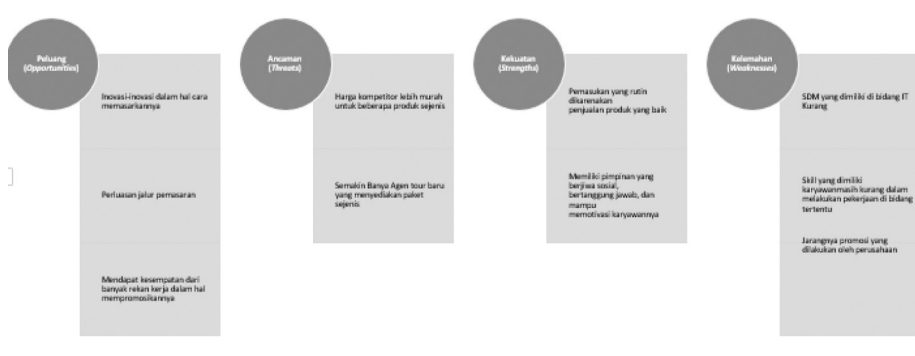 Peluang
(Opportunities)
Inovasi-inovasi dalam hal cara
memasarkannya
Perluasan jalur pemasaran
Mendapat kesempatan dari
banyak rekan kerja dalam hal
mempromosikannya
Ancaman
(Threats)
Harga kompetitor lebih murah
untuk beberapa produk sejenis
Semakin Banya Agen tour baru
yang menyediakan paket
sejenis
Kekuatan
(Strengths)
Pemasukan yang rutin
dikarenakan
penjualan produk yang baik
Memiliki pimpinan yang
berjiwa sosial,
bertanggung jawab, dan
mampu
memotivasi karyawannya
Kelemahan
(Weaknesses)
SDM yang dimiliki di bidang IT
Kurang
Skill yang dimiliki
karyawanmasih kurang dalam
melakukan pekerjaan di bidang
tertentu
Jarangnya promosi yang
dilakukan oleh perusahaan